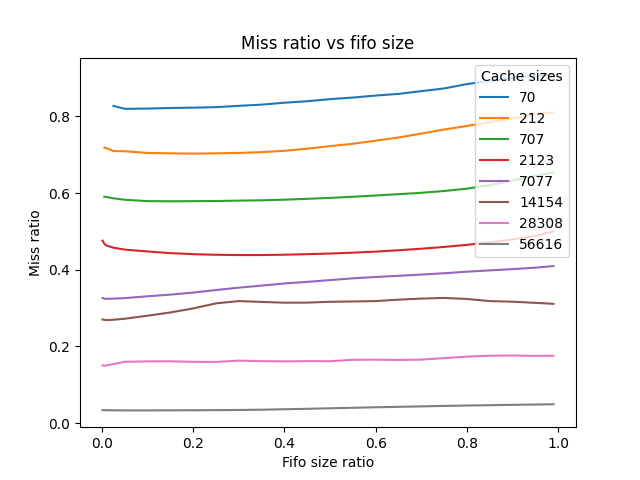 Miss ratio vs fifo size
Cache sizes
70
212
707
2123
7077
14154
28308
56616
Miss ratio
0.8
0.6
0.4
0.2
0.0
0.0 0.2 0.4 0.6 0.8 1.0
Fifo size ratio